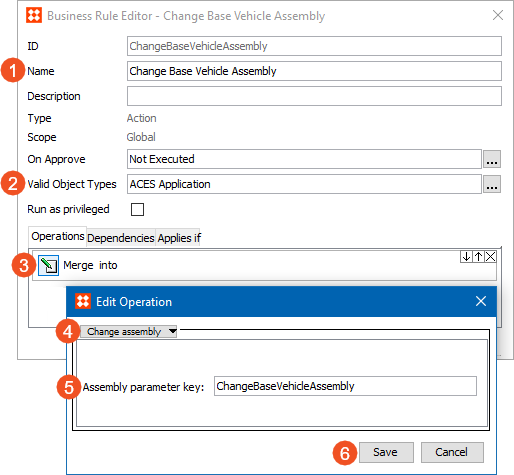 Business Rule Editor - Change Base Vehicle Assembly
ID ChangeBaseVehicleAssembly
1 Name Change Base Vehicle Assembly
Description
Type Action
Scope Global
On Approve Not Executed ...
2 Valid Object Types ACES Application ...
Run as privileged
Operations Dependencies Applies if
3 Merge into
Edit Operation
4 Change assembly
5 Assembly parameter key: ChangeBaseVehicleAssembly
6 Save Cancel